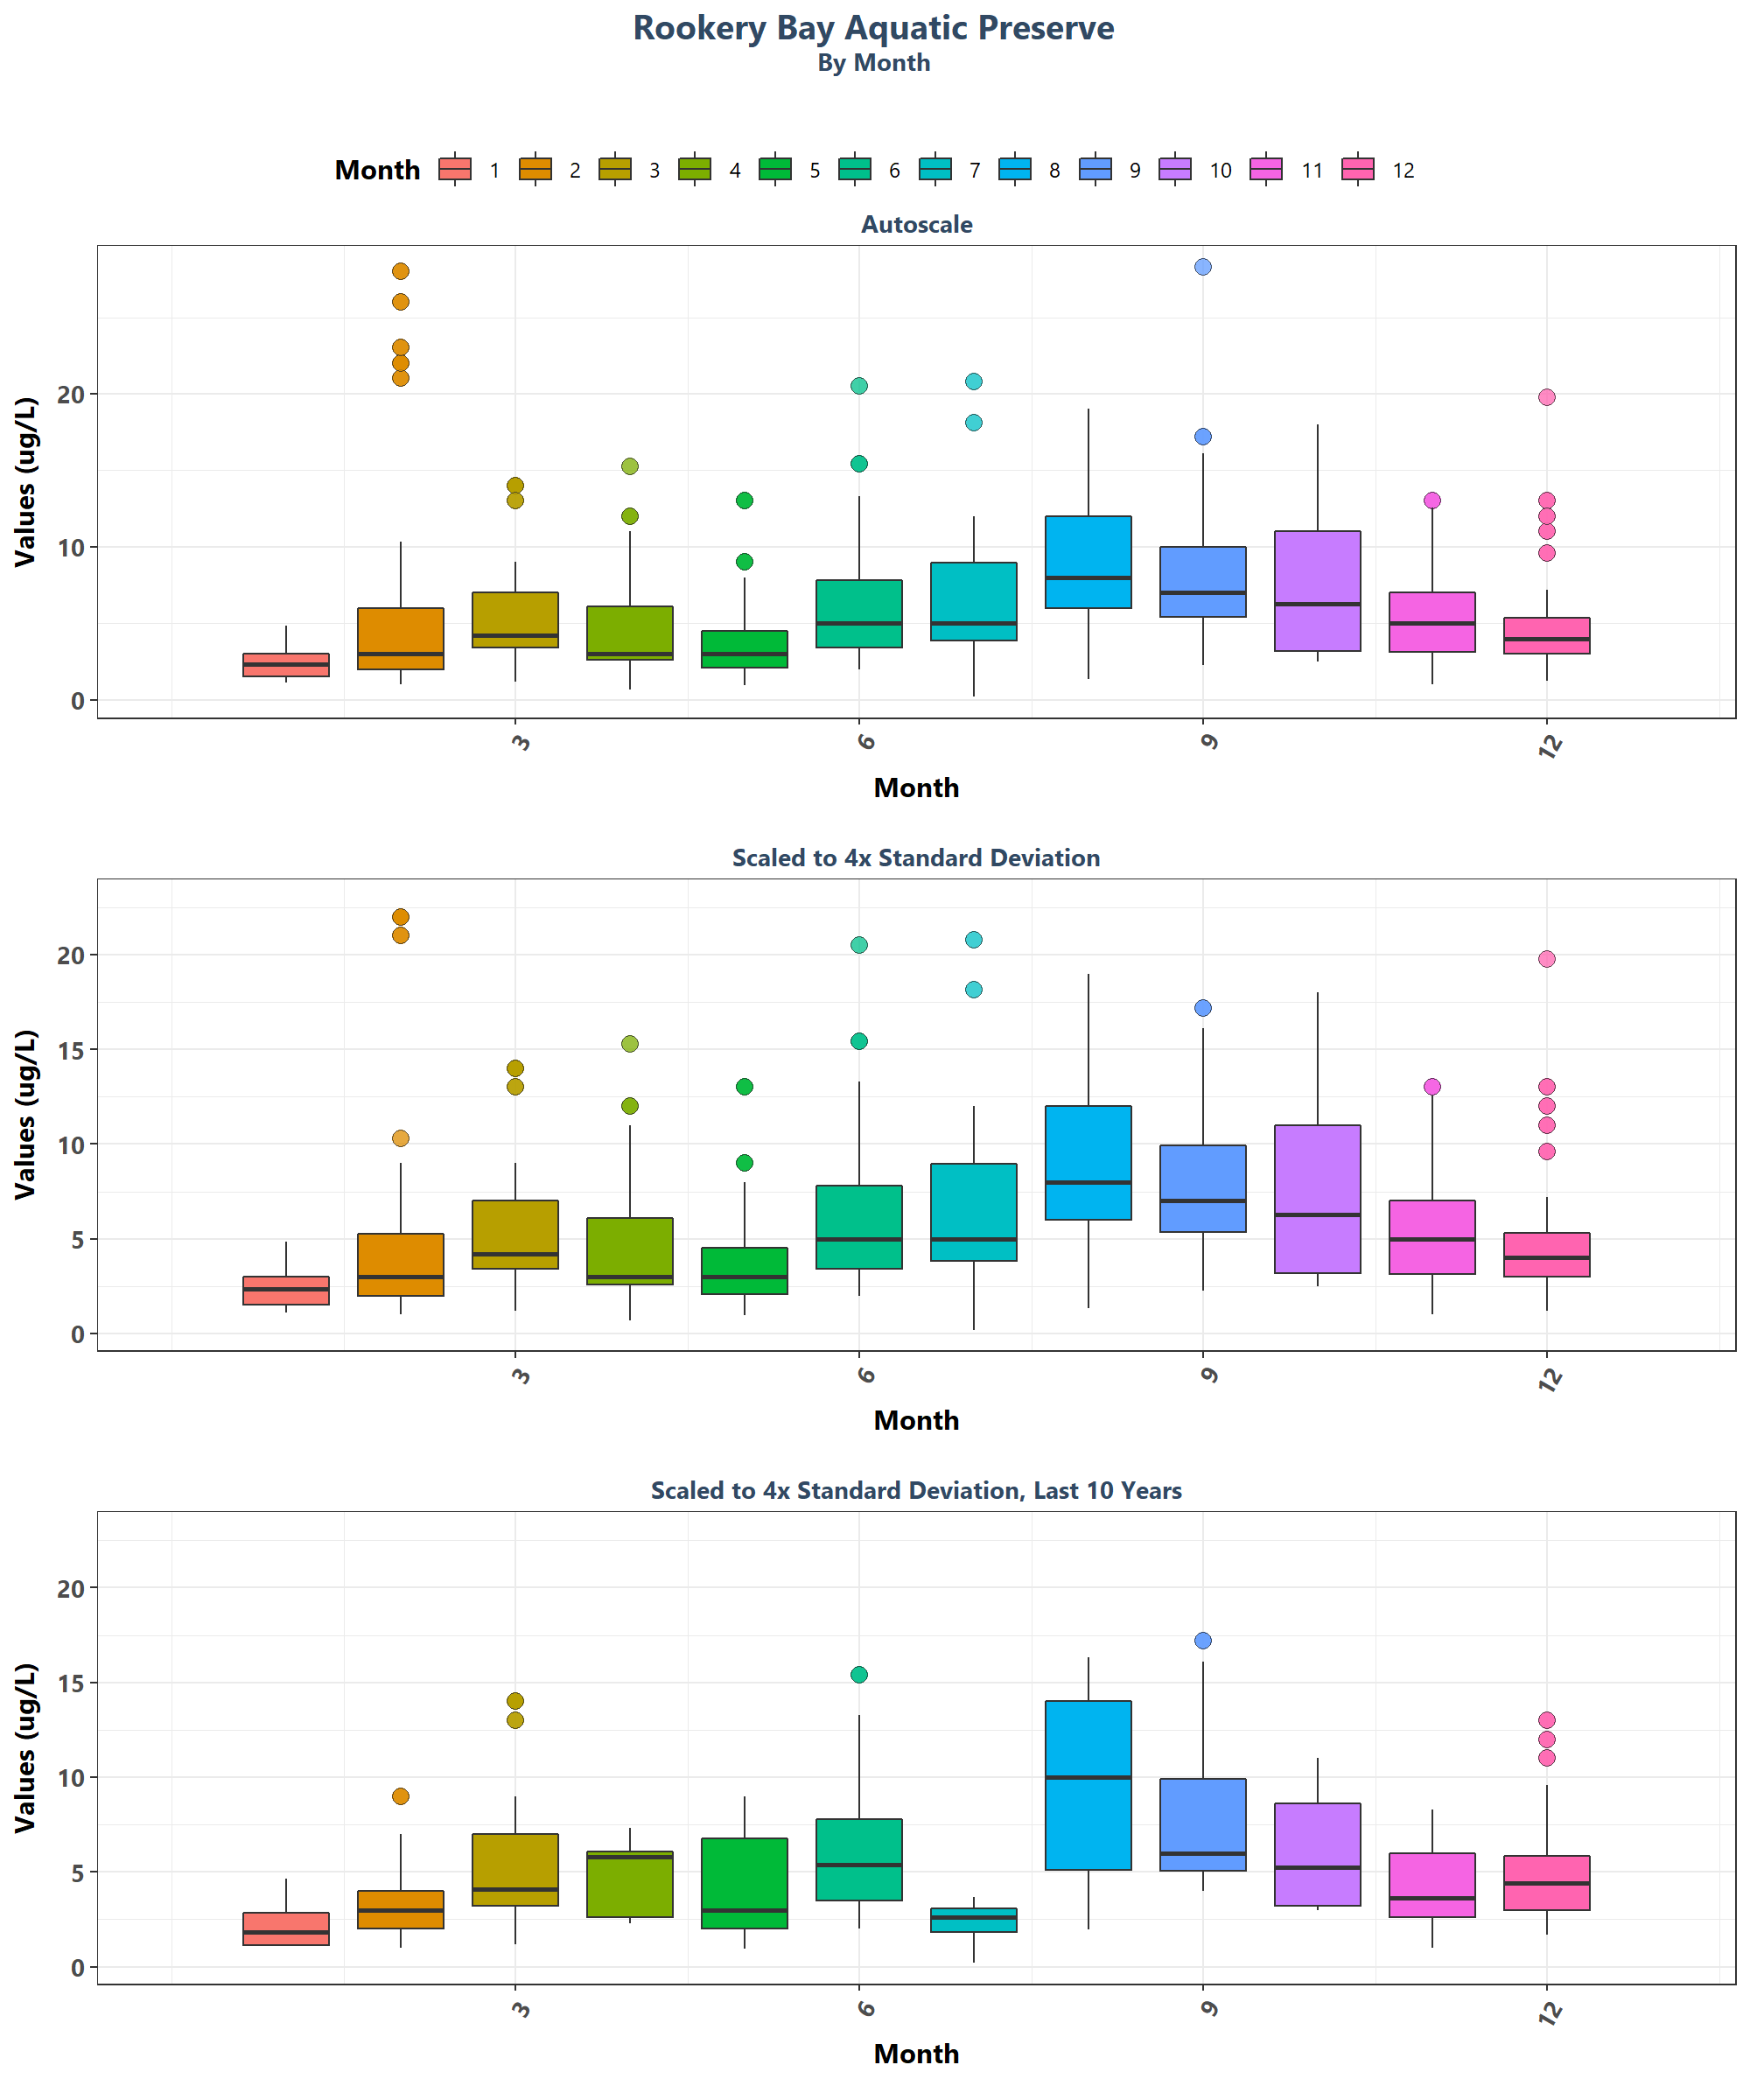 Rookery Bay Aquatic Preserve
By Month
Month 1 2 3 4 5 6 7 8 9 10 11 12
Autoscale
Values (ug/L)
20
10
0
3 6 9 12
Month
Scaled to 4x Standard Deviation
Values (ug/L)
20
15
10
5
0
3 6 9 12
Month
Scaled to 4x Standard Deviation, Last 10 Years
Values (ug/L)
20
15
10
5
0
3 6 9 12
Month